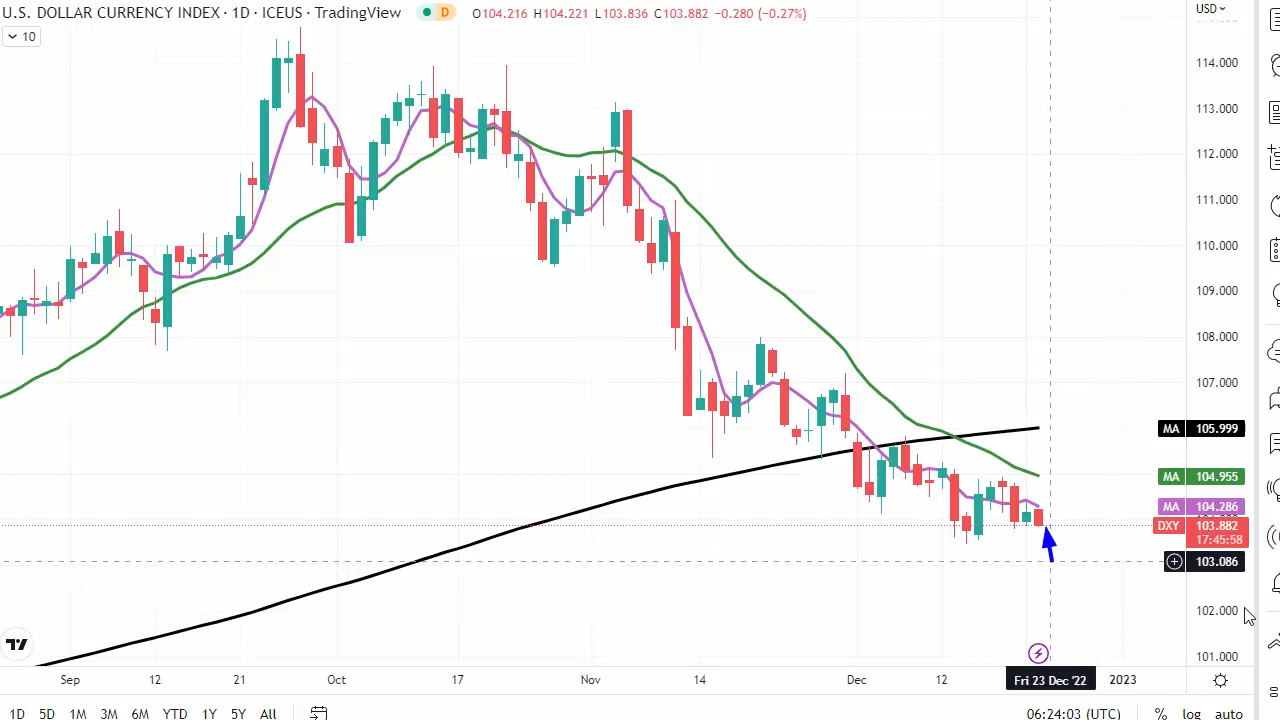 U.S. DOLLAR CURRENCY INDEX · 1D · ICEUS · TradingView D O104.216 H104.221 L103.836 C103.882 −0.280 (−0.27%)
USD
10
114.000
113.000
112.000
111.000
110.000
109.000
108.000
107.000
MA 105.999
MA 104.955
MA 104.286
DXY 103.882
17:45:58
103.086
102.000
101.000
Sep 12 21 Oct 17 Nov 14 Dec 12 Fri 23 Dec '22 2023
1D 5D 1M 3M 6M YTD 1Y 5Y All 06:24:03 (UTC) % log auto